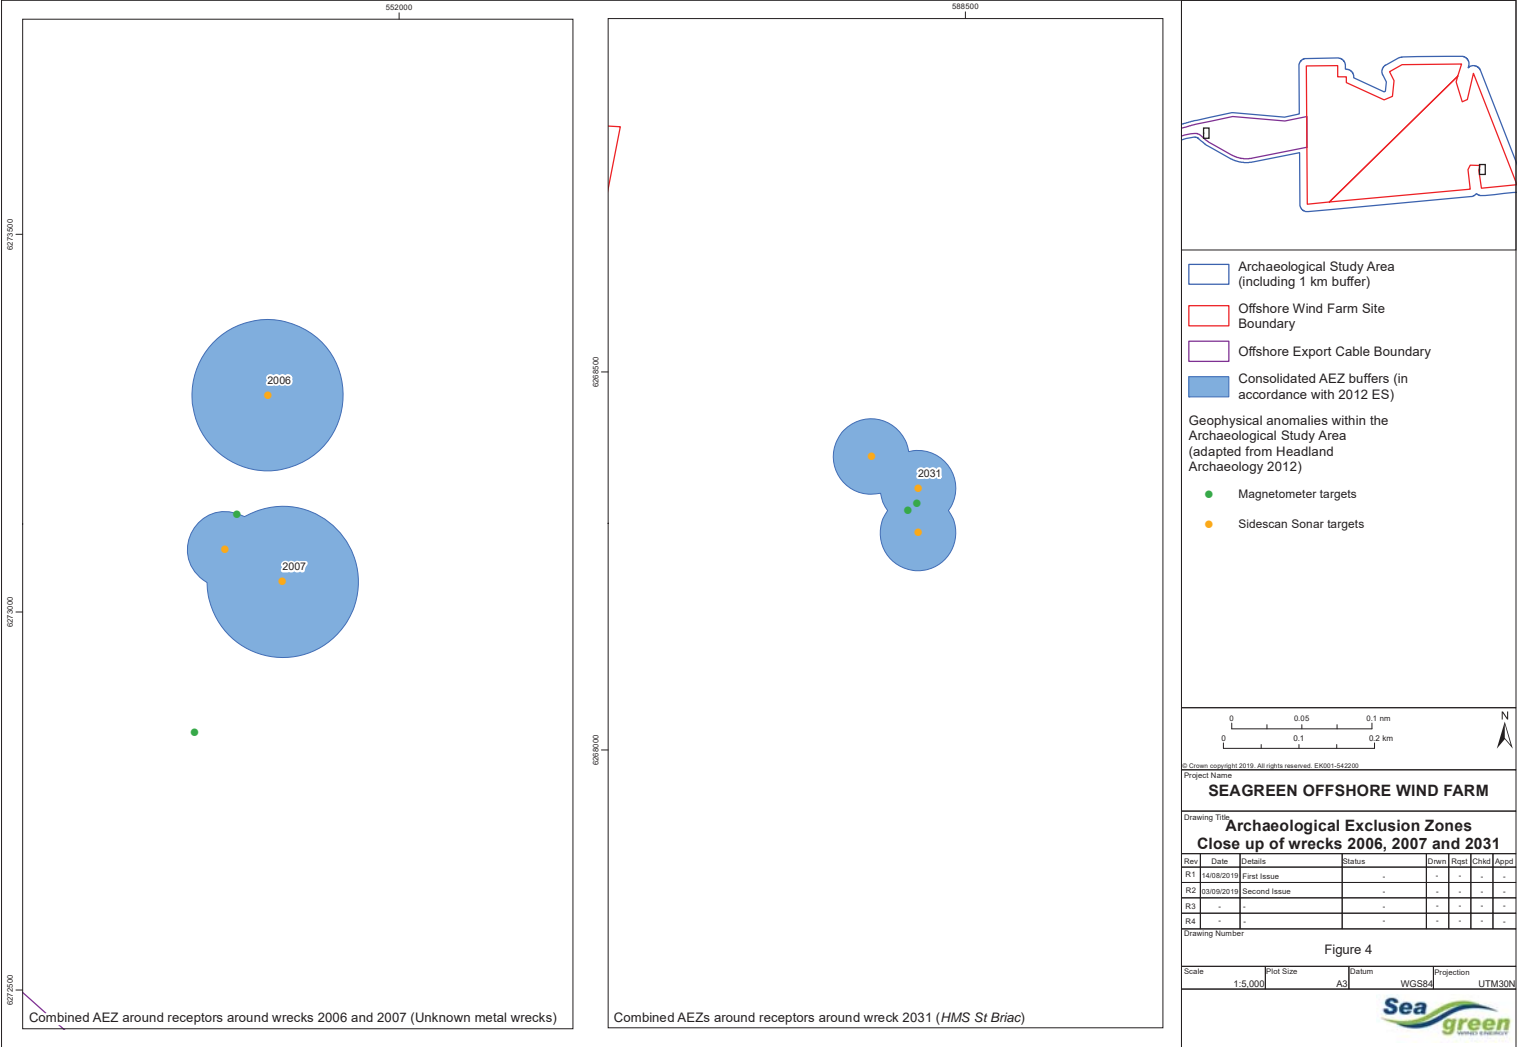 552000
588500
6273500
6273000
6272500
2006
2007
Combined AEZ around receptors around wrecks 2006 and 2007 (Unknown metal wrecks)
6268500
6268000
2031
Combined AEZs around receptors around wreck 2031 (HMS St Briac)
Archaeological Study Area
(including 1 km buffer)
Offshore Wind Farm Site
Boundary
Offshore Export Cable Boundary
Consolidated AEZ buffers (in
accordance with 2012 ES)
Geophysical anomalies within the
Archaeological Study Area
(adapted from Headland
Archaeology 2012)
Magnetometer targets
Sidescan Sonar targets
0 0.05 0.1 nm
0 0.1 0.2 km
N
© Crown copyright 2019. All rights reserved. EK001-542200
Project Name
SEAGREEN OFFSHORE WIND FARM
Drawing Title
Archaeological Exclusion Zones
Close up of wrecks 2006, 2007 and 2031
Rev Date Details Status Drwn Rqst Chkd Appd
R1 14/08/2019 First Issue - - - - -
R2 03/09/2019 Second Issue - - - - -
R3 - - - - - - -
R4 - - - - - - -
Drawing Number
Figure 4
Scale Plot Size Datum Projection
1:5,000 A3 WGS84 UTM30N
Sea
green
WIND ENERGY